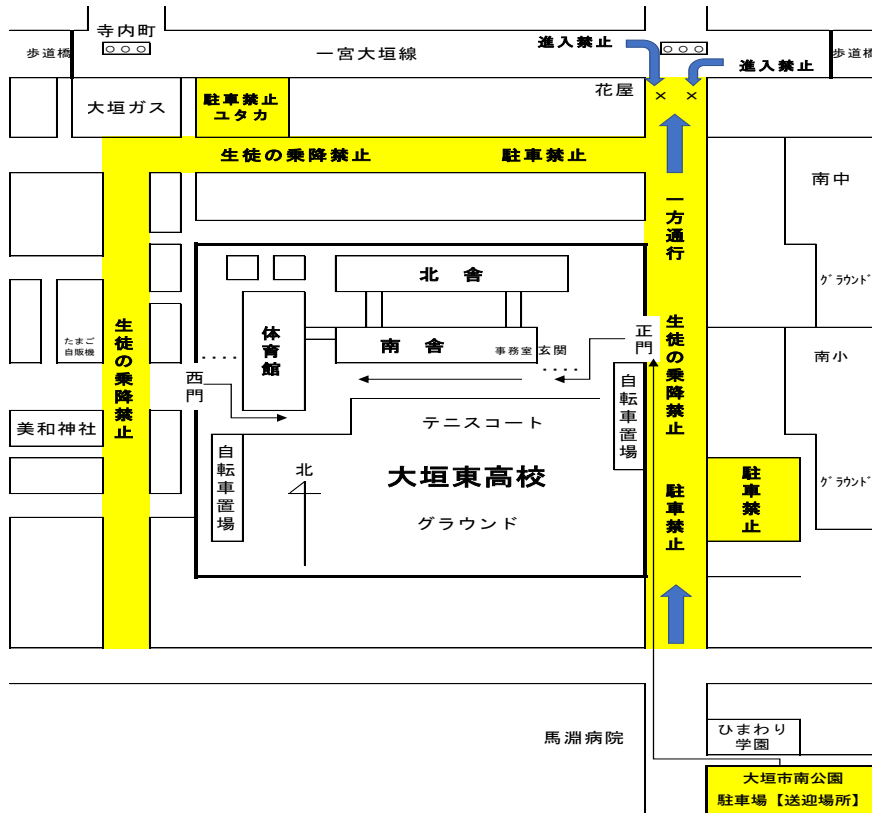 寺内町
歩道橋
一宮大垣線
進入禁止
進入禁止
歩道橋
大垣ガス
駐車禁止
ユタカ
花屋
× ×
生徒の乗降禁止
駐車禁止
一方通行
南中
グラウンド
北 舎
体育館
南 舎
事務室
玄関
正門
生徒の乗降禁止
南小
たまご
自販機
生徒の乗降禁止
西門
自転車置場
美和神社
テニスコート
自転車置場
北
大垣東高校
グラウンド
駐車禁止
駐車禁止
グラウンド
馬淵病院
ひまわり
学園
大垣市南公園
駐車場【送迎場所】